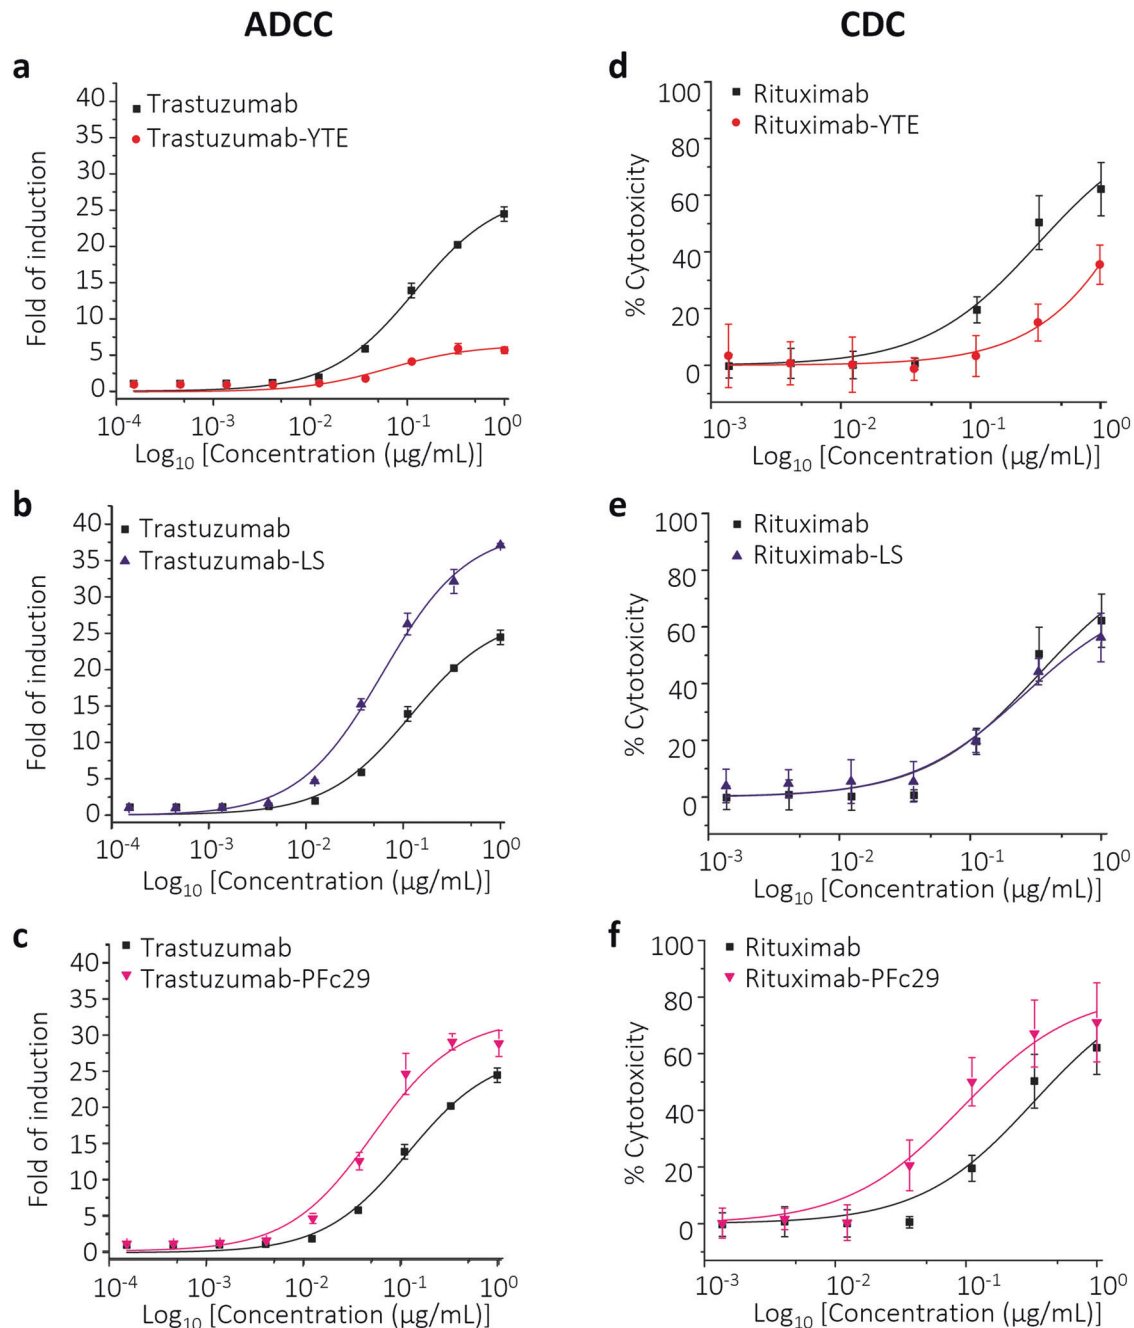 ADCC
CDC
a
Trastuzumab
Trastuzumab-YTE
Fold of induction
40
35
30
25
20
15
10
5
0
10⁻⁴ 10⁻³ 10⁻² 10⁻¹ 10⁰
Log₁₀ [Concentration (µg/mL)]
d
Rituximab
Rituximab-YTE
% Cytotoxicity
100
80
60
40
20
0
10⁻³ 10⁻² 10⁻¹ 10⁰
Log₁₀ [Concentration (µg/mL)]
b
Trastuzumab
Trastuzumab-LS
Fold of induction
40
35
30
25
20
15
10
5
0
10⁻⁴ 10⁻³ 10⁻² 10⁻¹ 10⁰
Log₁₀ [Concentration (µg/mL)]
e
Rituximab
Rituximab-LS
% Cytotoxicity
100
80
60
40
20
0
10⁻³ 10⁻² 10⁻¹ 10⁰
Log₁₀ [Concentration (µg/mL)]
c
Trastuzumab
Trastuzumab-PFc29
Fold of induction
40
35
30
25
20
15
10
5
0
10⁻⁴ 10⁻³ 10⁻² 10⁻¹ 10⁰
Log₁₀ [Concentration (µg/mL)]
f
Rituximab
Rituximab-PFc29
% Cytotoxicity
100
80
60
40
20
0
10⁻³ 10⁻² 10⁻¹ 10⁰
Log₁₀ [Concentration (µg/mL)]